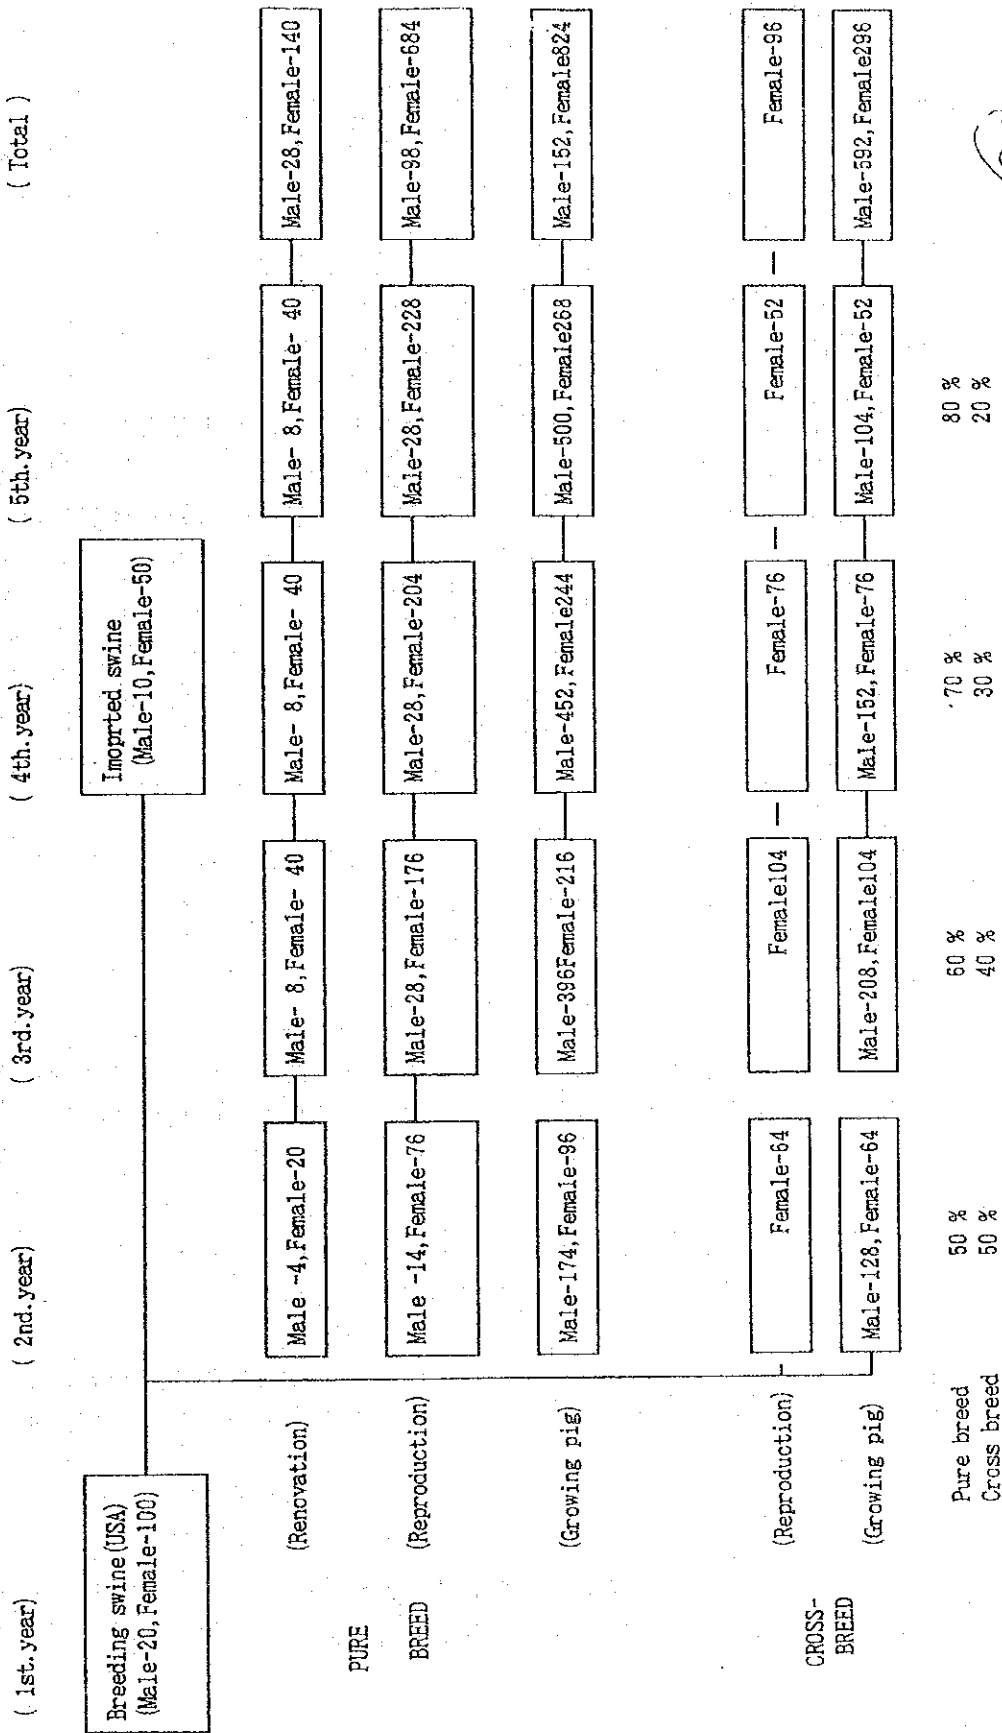 ( 1st.year) ( 2nd.year) ( 3rd.year) ( 4th.year) ( 5th.year) ( Total )
Breeding swine(USA)
(Male-20,Female-100)
Imoprted swine
(Male-10,Female-50)
(Renovation) Male -4,Female-20 Male- 8,Female- 40 Male- 8,Female- 40 Male- 8,Female- 40 Male-28,Female-140
PURE
BREED (Reproduction) Male -14,Female-76 Male-28,Female-176 Male-28,Female-204 Male-28,Female-228 Male-98,Female-684
(Growing pig) Male-174,Female-96 Male-396Female-216 Male-452,Female244 Male-500,Female268 Male-152,Female824
(Reproduction) Female-64 Female104 Female-76 Female-52 Female-96
CROSS-
BREED (Growing pig) Male-128,Female-64 Male-208,Female104 Male-152,Female-76 Male-104,Female-52 Male-592,Female296
Pure breed 50 % 60 % 70 % 80 %
Cross breed 50 % 40 % 30 % 20 %